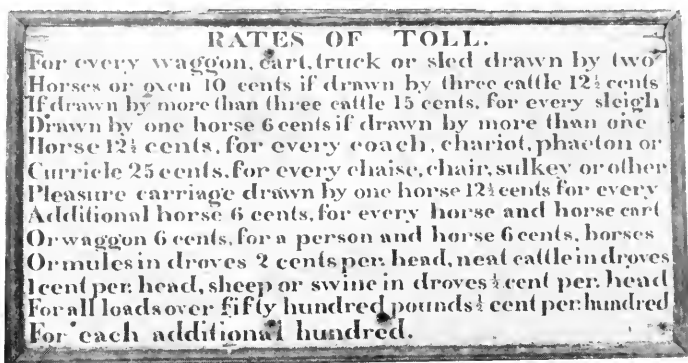 RATES OF TOLL.
For every waggon, cart, truck or sled drawn by two
Horses or oxen 10 cents if drawn by three cattle 12½ cents
If drawn by more than three cattle 15 cents, for every sleigh
Drawn by one horse 6 cents if drawn by more than one
Horse 12½ cents, for every coach, chariot, phaeton or
Curricle 25 cents, for every chaise, chair, sulkey or other
Pleasure carriage drawn by one horse 12½ cents for every
Additional horse 6 cents, for every horse and horse cart
Or waggon 6 cents, for a person and horse 6 cents, horses
Or mules in droves 2 cents per. head, neat cattle in droves
1 cent per. head, sheep or swine in droves ½ cent per. head
For all loads over fifty hundred pounds ½ cent per. hundred
For each additional hundred.